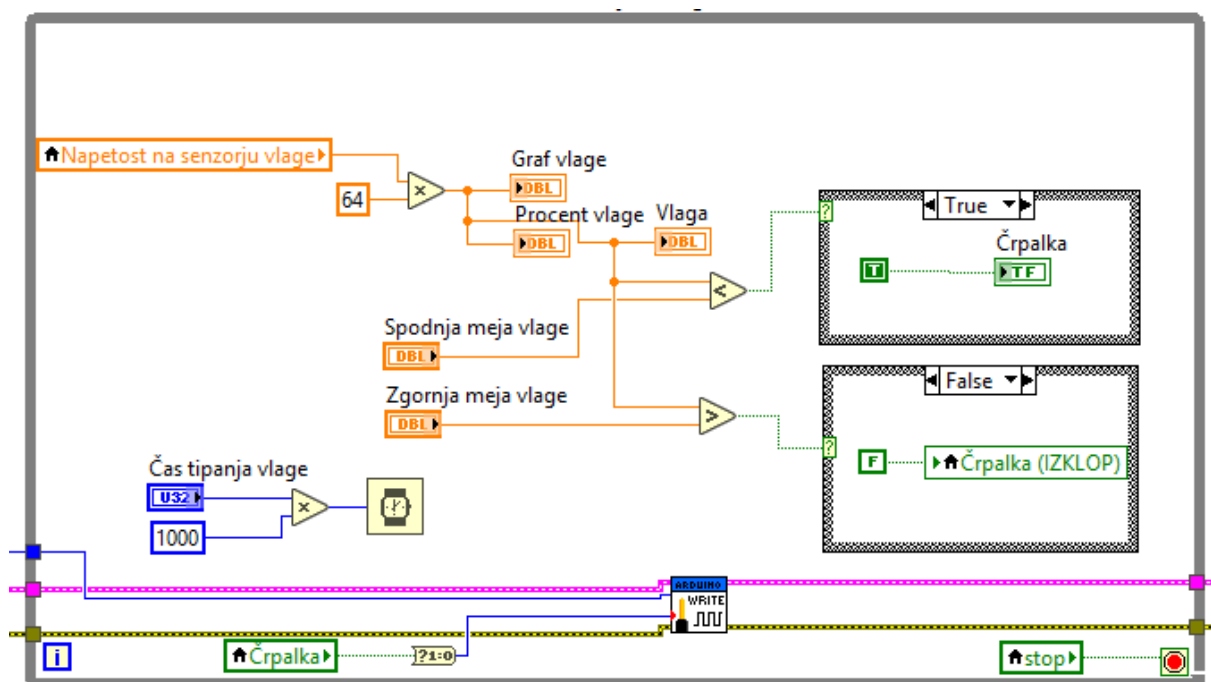 Napetost na senzorju vlage
64
Graf vlage
DBL
Procent vlage
DBL
Vlaga
DBL
True
Črpalka
T
TF
Spodnja meja vlage
DBL
Zgornja meja vlage
DBL
False
F
Črpalka (IZKLOP)
Čas tipanja vlage
U32
1000
ARDUINO
WRITE
i
Črpalka
?1:0
stop
?
?
×
×
<
>